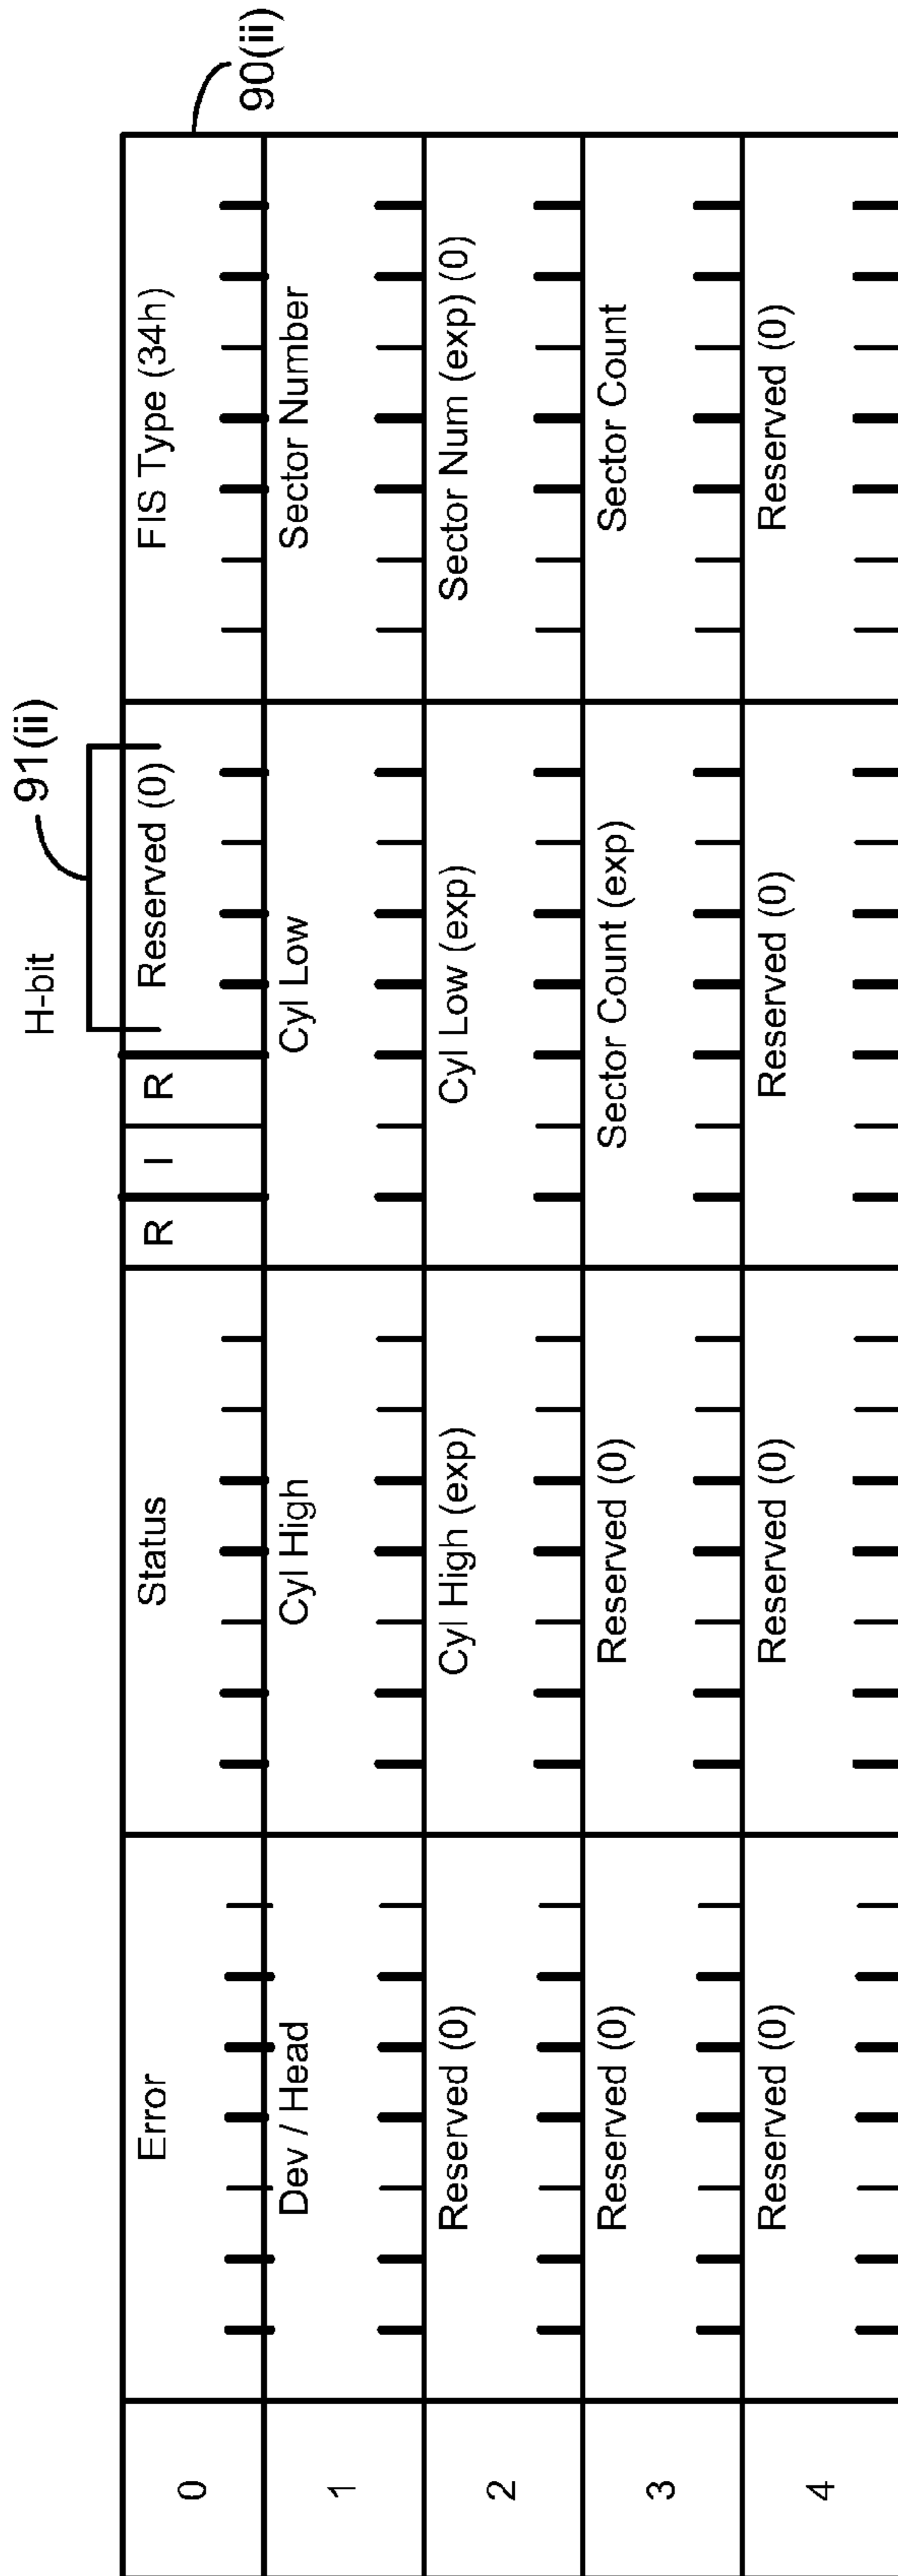 H-bit 91(ii)
90(ii)
0 Error Status R I R Reserved (0) FIS Type (34h)
1 Dev / Head Cyl High Cyl Low Sector Number
2 Reserved (0) Cyl High (exp) Cyl Low (exp) Sector Num (exp) (0)
3 Reserved (0) Reserved (0) Sector Count (exp) Sector Count
4 Reserved (0) Reserved (0) Reserved (0) Reserved (0)